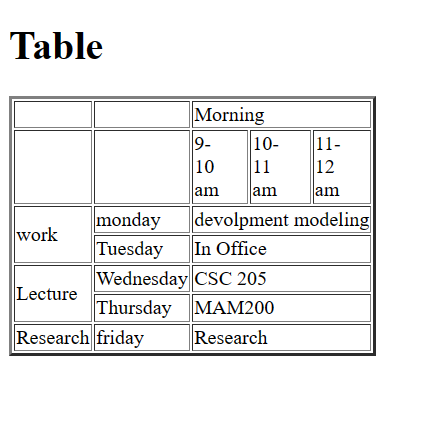 Table
Morning
9- 10- 11-
10 11 12
am am am
work monday devolpment modeling
Tuesday In Office
Lecture Wednesday CSC 205
Thursday MAM200
Research friday Research